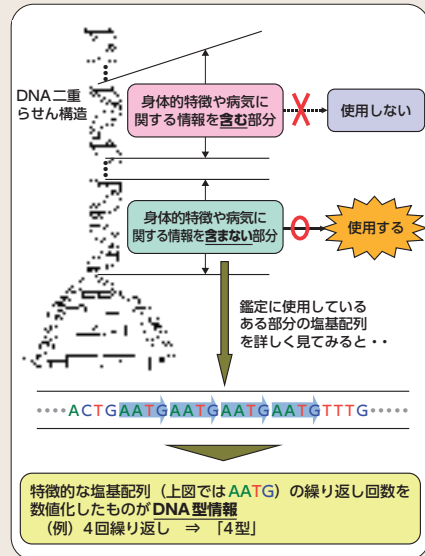 DNA二重
らせん構造
身体的特徴や病気に
関する情報を含む部分
使用しない
身体的特徴や病気に
関する情報を含まない部分
使用する
鑑定に使用している
ある部分の塩基配列
を詳しく見てみると・・
・・・・・ACTGAATGAATGAATGAATGTTTG・・・・・
特徴的な塩基配列（上図ではAATG）の繰り返し回数を
数値化したものがDNA型情報
（例）4回繰り返し ⇒ 「4型」